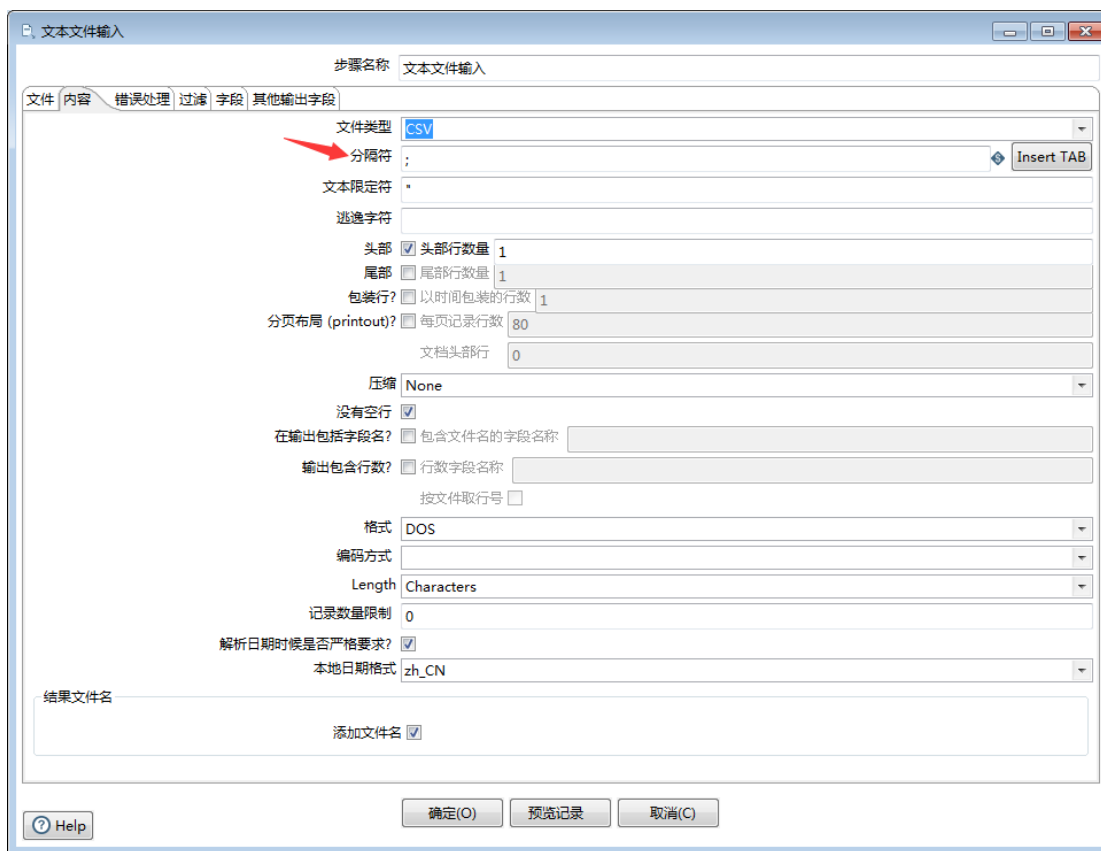 文本文件输入
步骤名称 文本文件输入
文件 内容 错误处理 过滤 字段 其他输出字段
文件类型 CSV
分隔符 ; Insert TAB
文本限定符 "
逃逸字符
头部 头部行数量 1
尾部 尾部行数量 1
包装行? 以时间包装的行数 1
分页布局 (printout)? 每页记录行数 80
文档头部行 0
压缩 None
没有空行
在输出包括字段名? 包含文件名的字段名称
输出包含行数? 行数字段名称
按文件取行号
格式 DOS
编码方式
Length Characters
记录数量限制 0
解析日期时候是否严格要求?
本地日期格式 zh_CN
结果文件名
添加文件名
确定(O) 预览记录 取消(C)
Help